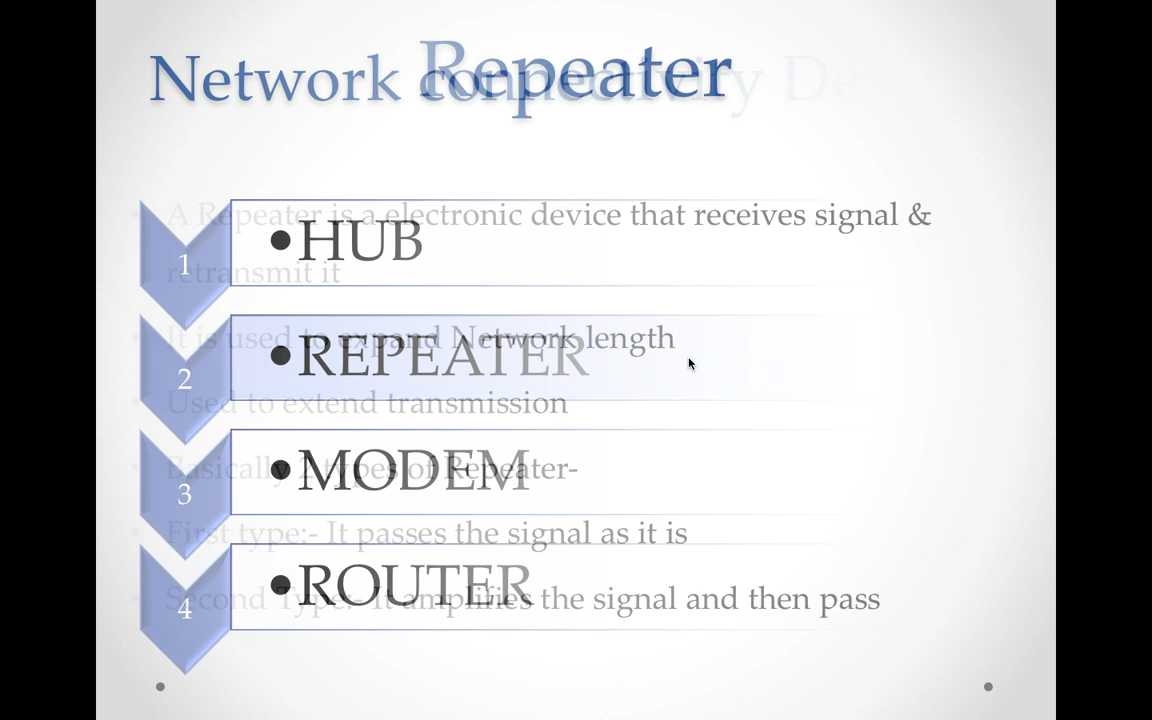 Network connectivity De
Repeater
1
•HUB
2
•REPEATER
3
•MODEM
4
•ROUTER
• A Repeater is a electronic device that receives signal &
retransmit it
• It is used to expand Network length
• Used to extend transmission
• Basically 2 types of Repeater-
• First type:- It passes the signal as it is
• Second Type:- It amplifies the signal and then pass